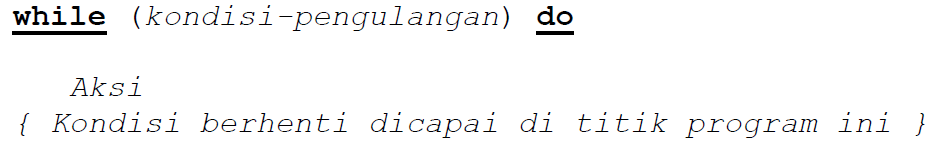 while (kondisi-pengulangan) do
Aksi
{ Kondisi berhenti dicapai di titik program ini }